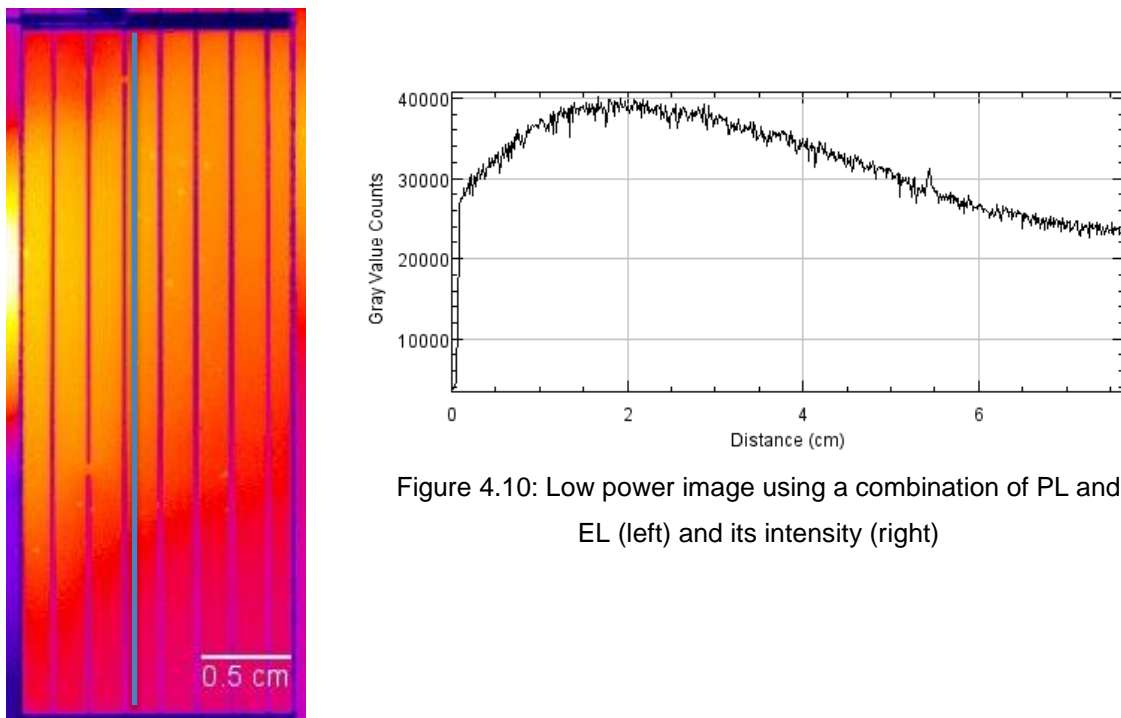 0.5 cm
40000
30000
20000
10000
Gray Value Counts
0
2
4
6
Distance (cm)
Figure 4.10: Low power image using a combination of PL and
EL (left) and its intensity (right)